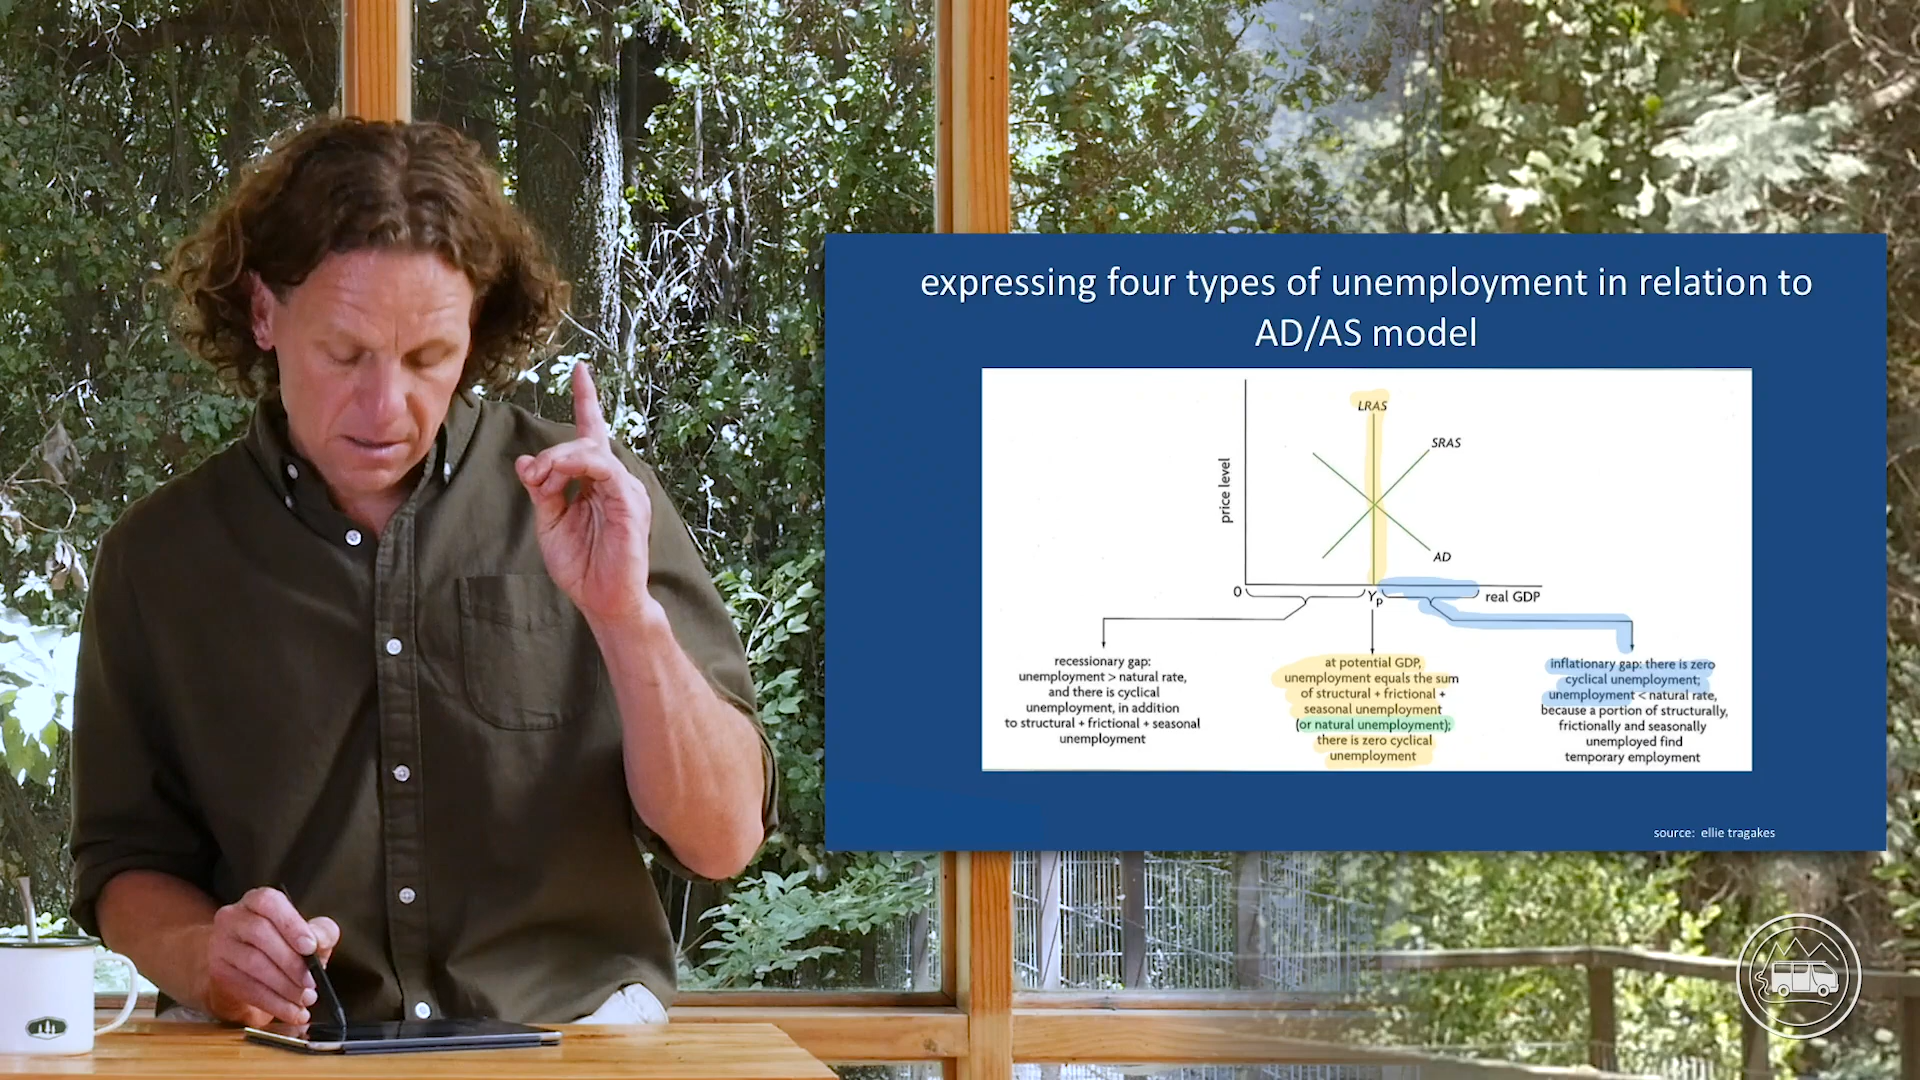 expressing four types of unemployment in relation to
AD/AS model
LRAS
SRAS
price level
AD
0
Yp
real GDP
recessionary gap:
unemployment > natural rate,
and there is cyclical
unemployment, in addition
to structural + frictional + seasonal
unemployment
at potential GDP,
unemployment equals the sum
of structural + frictional +
seasonal unemployment
(or natural unemployment);
there is zero cyclical
unemployment
inflationary gap: there is zero
cyclical unemployment;
unemployment < natural rate,
because a portion of structurally,
frictionally and seasonally
unemployed find
temporary employment
source: ellie tragakes